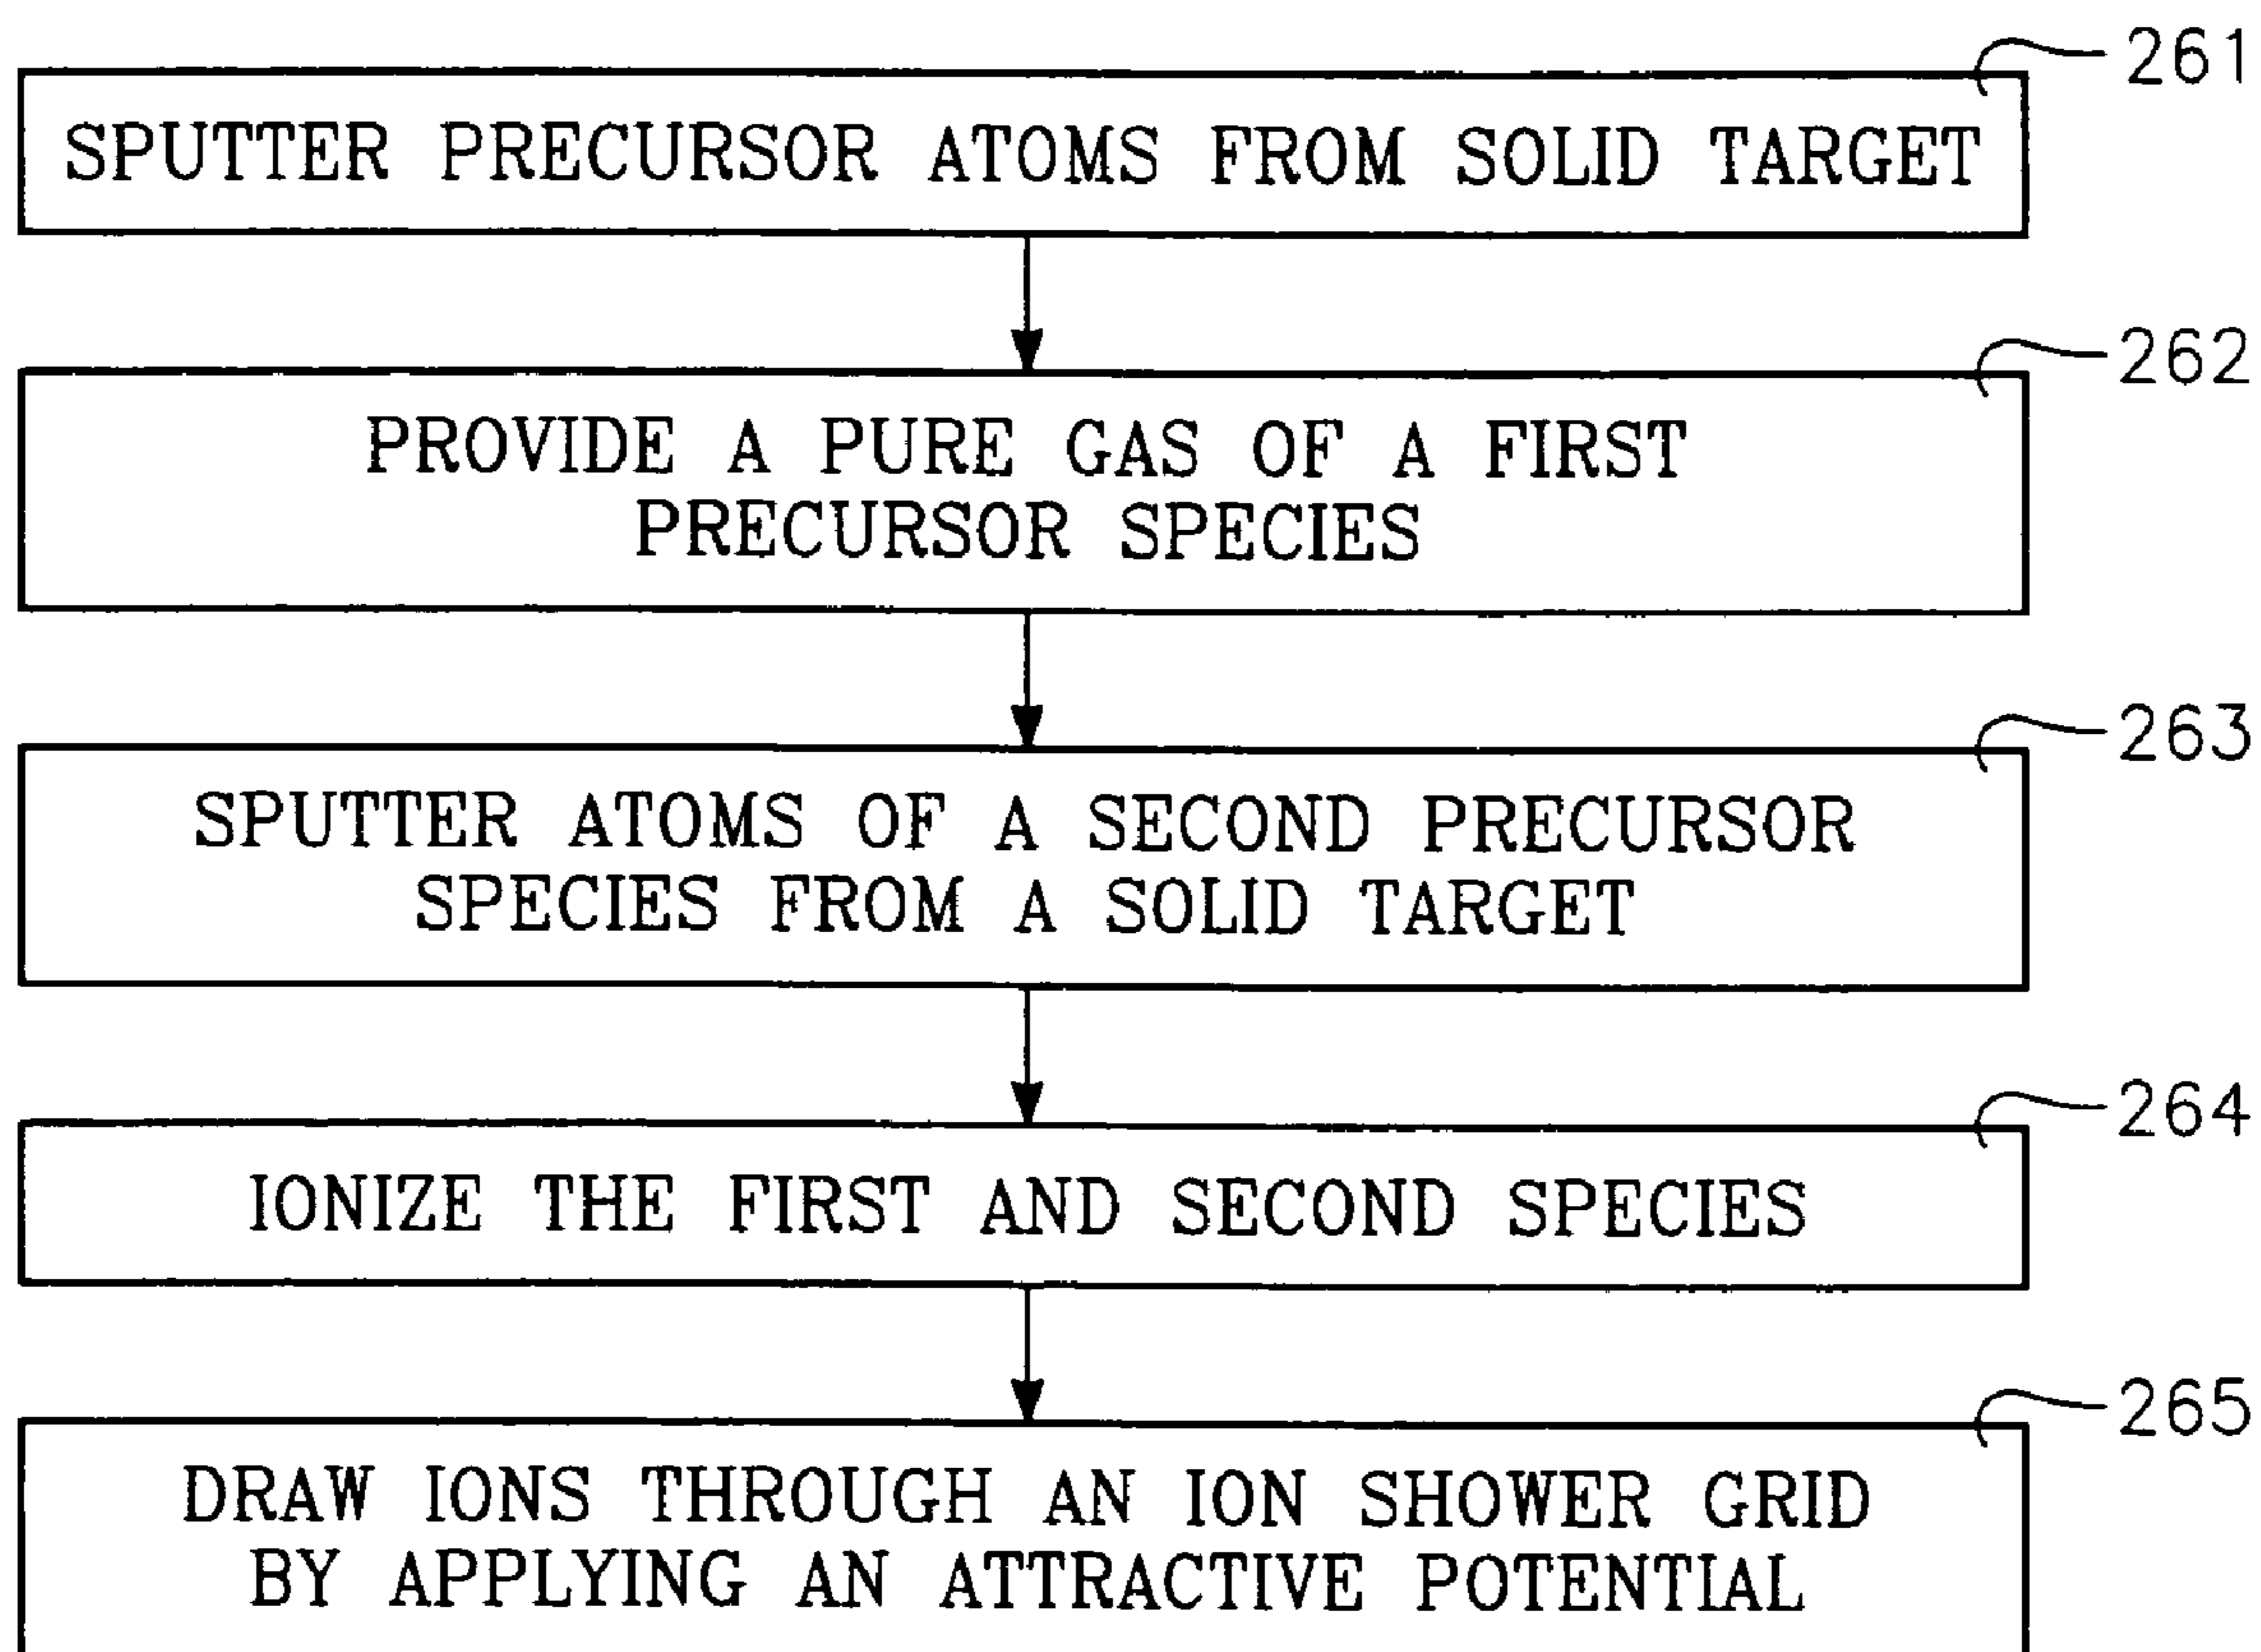 261
SPUTTER PRECURSOR ATOMS FROM SOLID TARGET
262
PROVIDE A PURE GAS OF A FIRST
PRECURSOR SPECIES
263
SPUTTER ATOMS OF A SECOND PRECURSOR
SPECIES FROM A SOLID TARGET
264
IONIZE THE FIRST AND SECOND SPECIES
265
DRAW IONS THROUGH AN ION SHOWER GRID
BY APPLYING AN ATTRACTIVE POTENTIAL